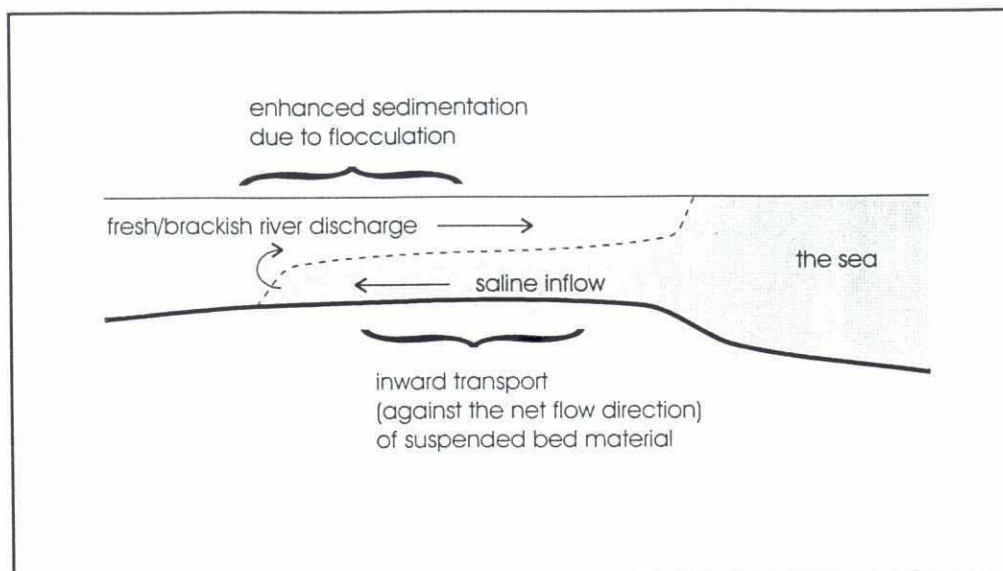 enhanced sedimentation
due to flocculation
fresh/brackish river discharge
the sea
saline inflow
inward transport
(against the net flow direction)
of suspended bed material